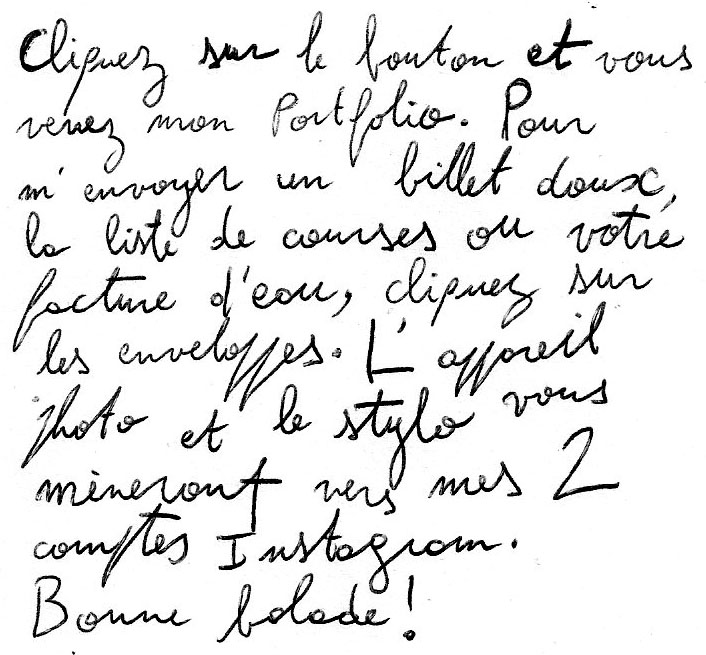 Cliquez sur le bouton et vous
verrez mon Portfolio. Pour
m'envoyer un billet doux,
la liste de courses ou votre
facture d'eau, cliquez sur
les enveloppes. L'appareil
photo et le stylo vous
mèneront vers mes 2
comptes Instagram.
Bonne balade!